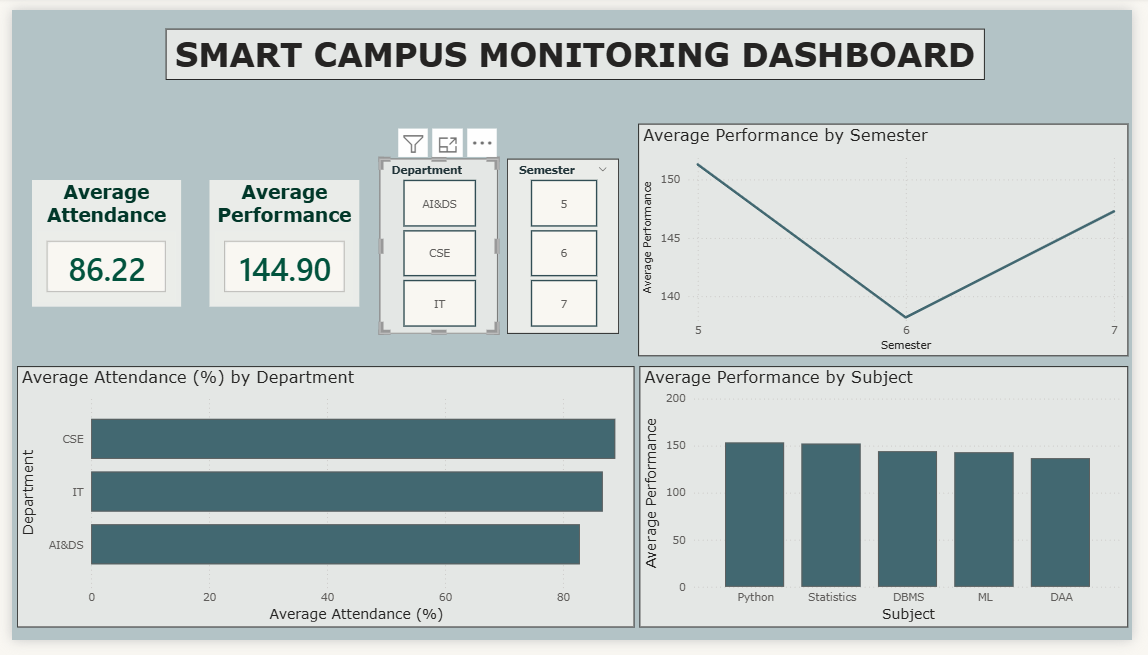 SMART CAMPUS MONITORING DASHBOARD
Average
Attendance
86.22
Average
Performance
144.90
Department
AI&DS
CSE
IT
Semester
5
6
7
Average Performance by Semester
Average Performance
150
145
140
5
6
7
Semester
Average Attendance (%) by Department
Department
CSE
IT
AI&DS
0
20
40
60
80
Average Attendance (%)
Average Performance by Subject
Average Performance
200
150
100
50
0
Python
Statistics
DBMS
ML
DAA
Subject